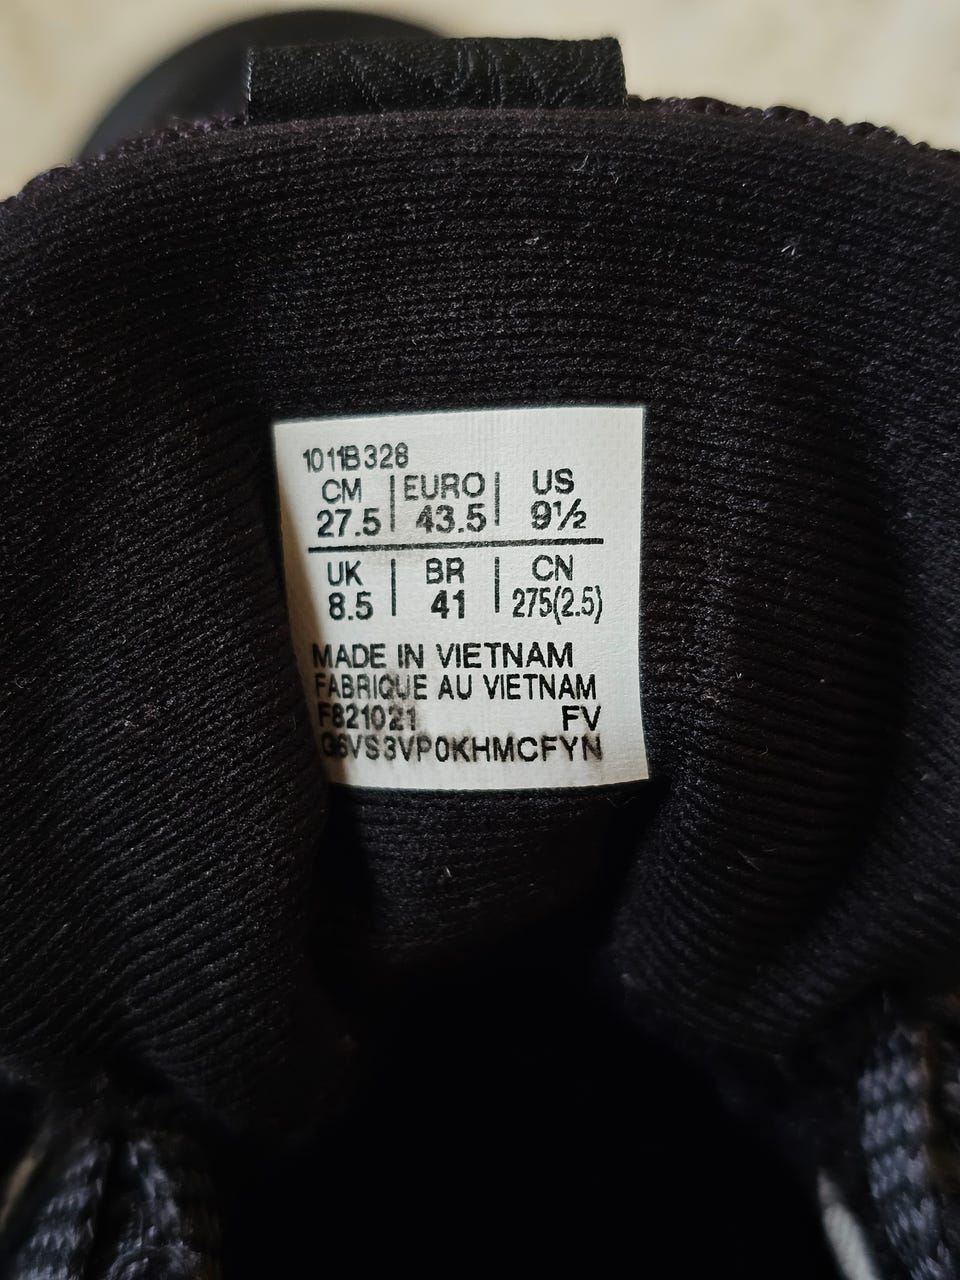 1011B328
CM | EURO | US
27.5 | 43.5 | 9½
UK | BR | CN
8.5 | 41 | 275(2.5)
MADE IN VIETNAM
FABRIQUE AU VIETNAM
F821021 FV